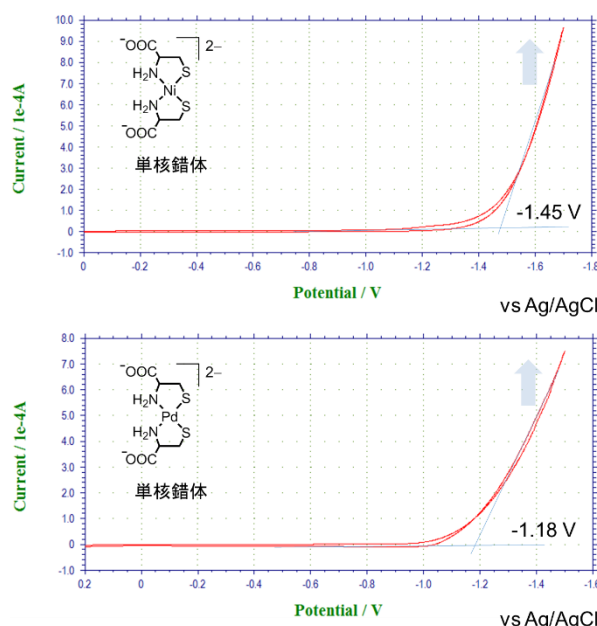 10.0
9.0
8.0
7.0
6.0
5.0
4.0
3.0
2.0
1.0
0
-1.0
Current / 1e-4A
⁻OOC
2−
H₂N
S
Ni
H₂N
S
⁻OOC
単核錯体
-1.45 V
0 -0.2 -0.4 -0.6 -0.8 -1.0 -1.2 -1.4 -1.6 -1.8
Potential / V
vs Ag/AgCl
8.0
7.0
6.0
5.0
4.0
3.0
2.0
1.0
0
-1.0
Current / 1e-4A
⁻OOC
2−
H₂N
S
Pd
H₂N
S
⁻OOC
単核錯体
-1.18 V
0.2 0 -0.2 -0.4 -0.6 -0.8 -1.0 -1.2 -1.4 -1.6
Potential / V
vs Ag/AgCl